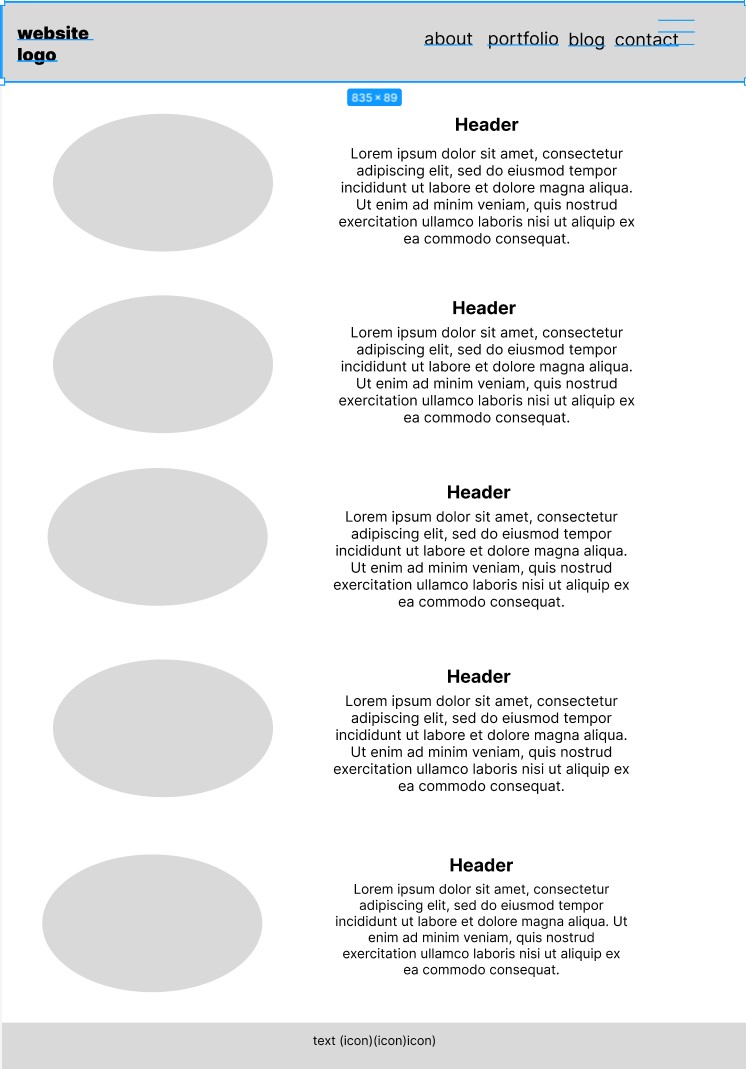 website
logo
about portfolio blog contact
835 × 89
Header
Lorem ipsum dolor sit amet, consectetur
adipiscing elit, sed do eiusmod tempor
incididunt ut labore et dolore magna aliqua.
Ut enim ad minim veniam, quis nostrud
exercitation ullamco laboris nisi ut aliquip ex
ea commodo consequat.
Header
Lorem ipsum dolor sit amet, consectetur
adipiscing elit, sed do eiusmod tempor
incididunt ut labore et dolore magna aliqua.
Ut enim ad minim veniam, quis nostrud
exercitation ullamco laboris nisi ut aliquip ex
ea commodo consequat.
Header
Lorem ipsum dolor sit amet, consectetur
adipiscing elit, sed do eiusmod tempor
incididunt ut labore et dolore magna aliqua.
Ut enim ad minim veniam, quis nostrud
exercitation ullamco laboris nisi ut aliquip ex
ea commodo consequat.
Header
Lorem ipsum dolor sit amet, consectetur
adipiscing elit, sed do eiusmod tempor
incididunt ut labore et dolore magna aliqua.
Ut enim ad minim veniam, quis nostrud
exercitation ullamco laboris nisi ut aliquip ex
ea commodo consequat.
Header
Lorem ipsum dolor sit amet, consectetur
adipiscing elit, sed do eiusmod tempor
incididunt ut labore et dolore magna aliqua. Ut
enim ad minim veniam, quis nostrud
exercitation ullamco laboris nisi ut aliquip ex
ea commodo consequat.
text (icon)(icon)icon)